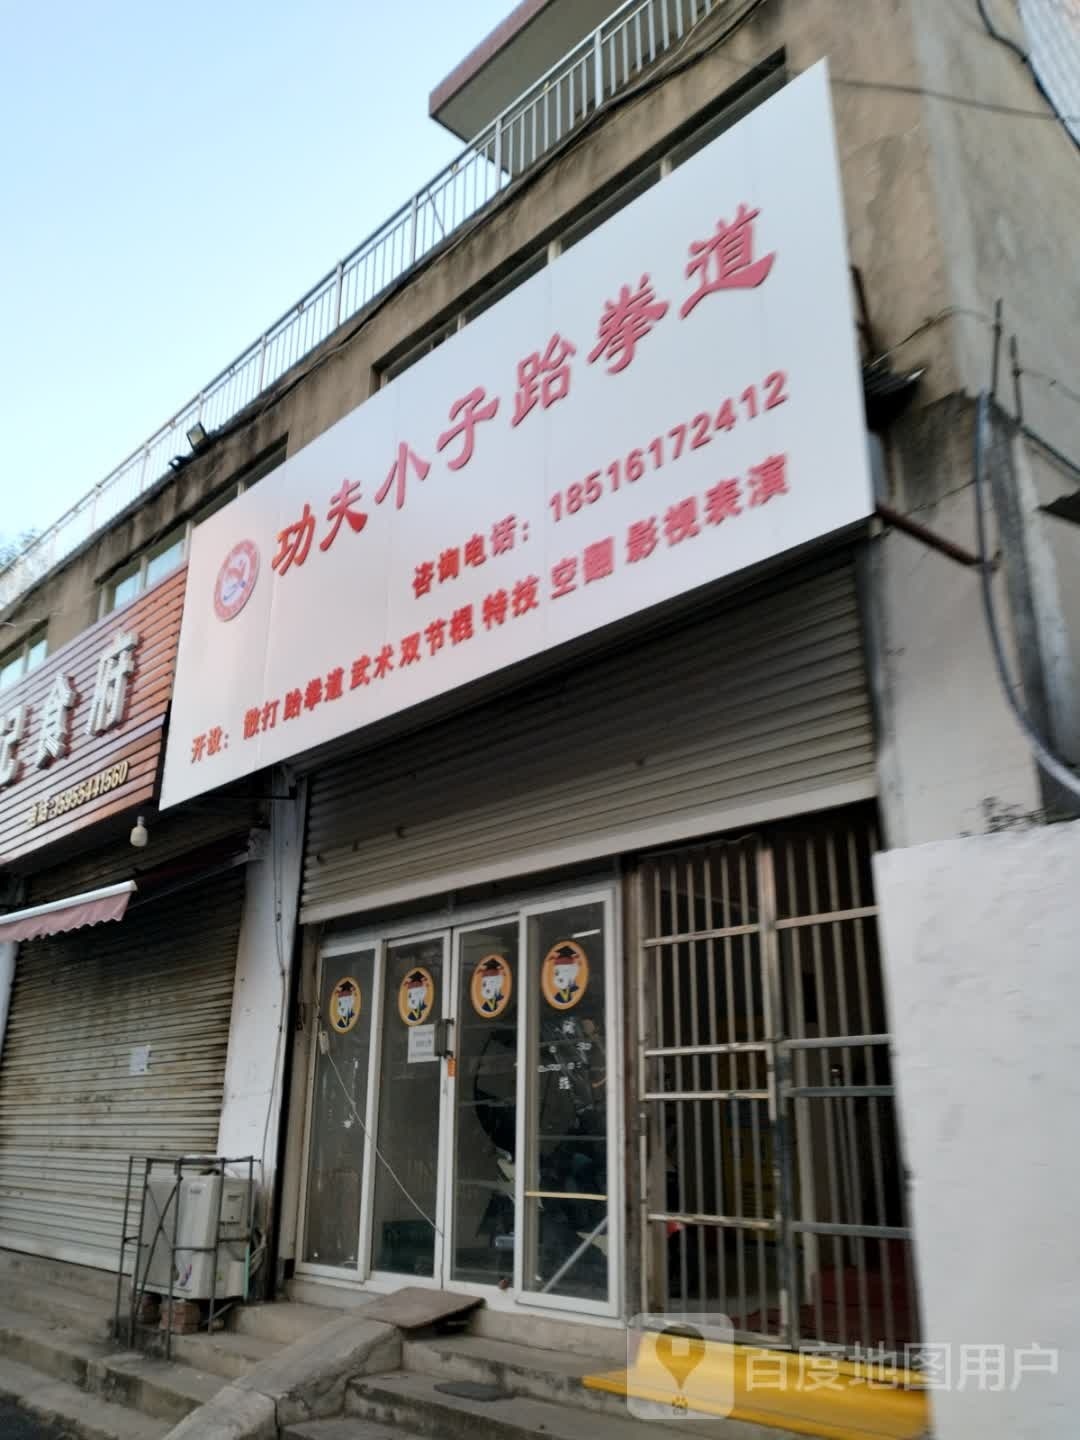 功夫小子跆拳道
咨询电话：18516172412
开设：散打 跆拳道 武术 双节棍 特技 空翻 影视表演
记食府
百度地图用户